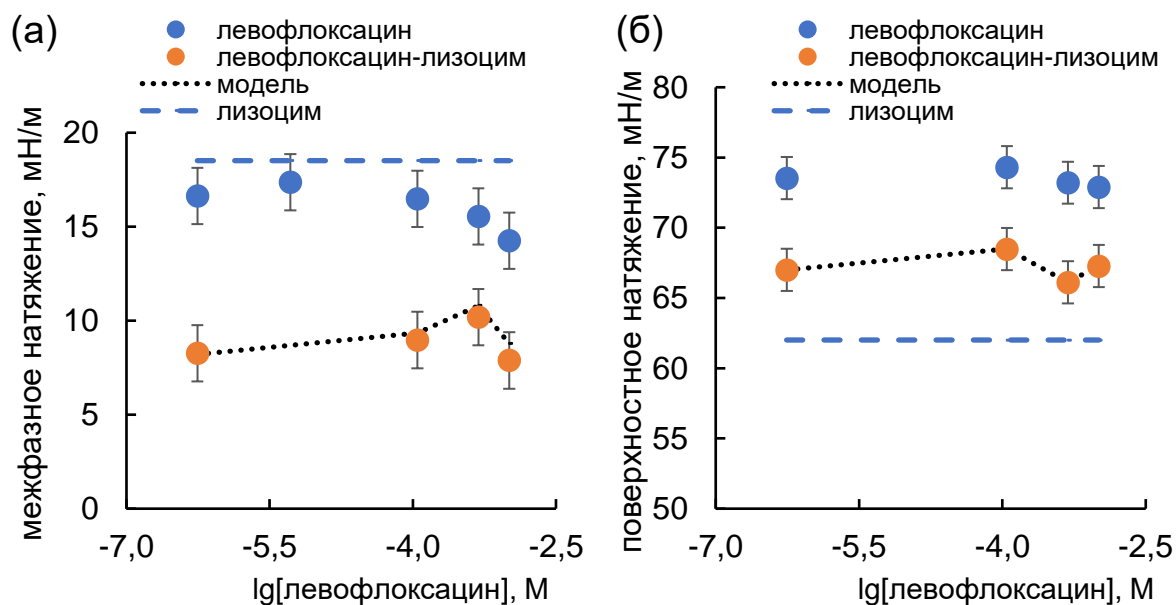 (а)
левофлоксацин
левофлоксацин-лизоцим
модель
лизоцим
межфазное натяжение, мН/м
20
15
10
5
0
-7,0 -5,5 -4,0 -2,5
lg[левофлоксацин], М
(б)
левофлоксацин
левофлоксацин-лизоцим
модель
лизоцим
поверхностное натяжение, мН/м
80
75
70
65
60
55
50
-7,0 -5,5 -4,0 -2,5
lg[левофлоксацин], М